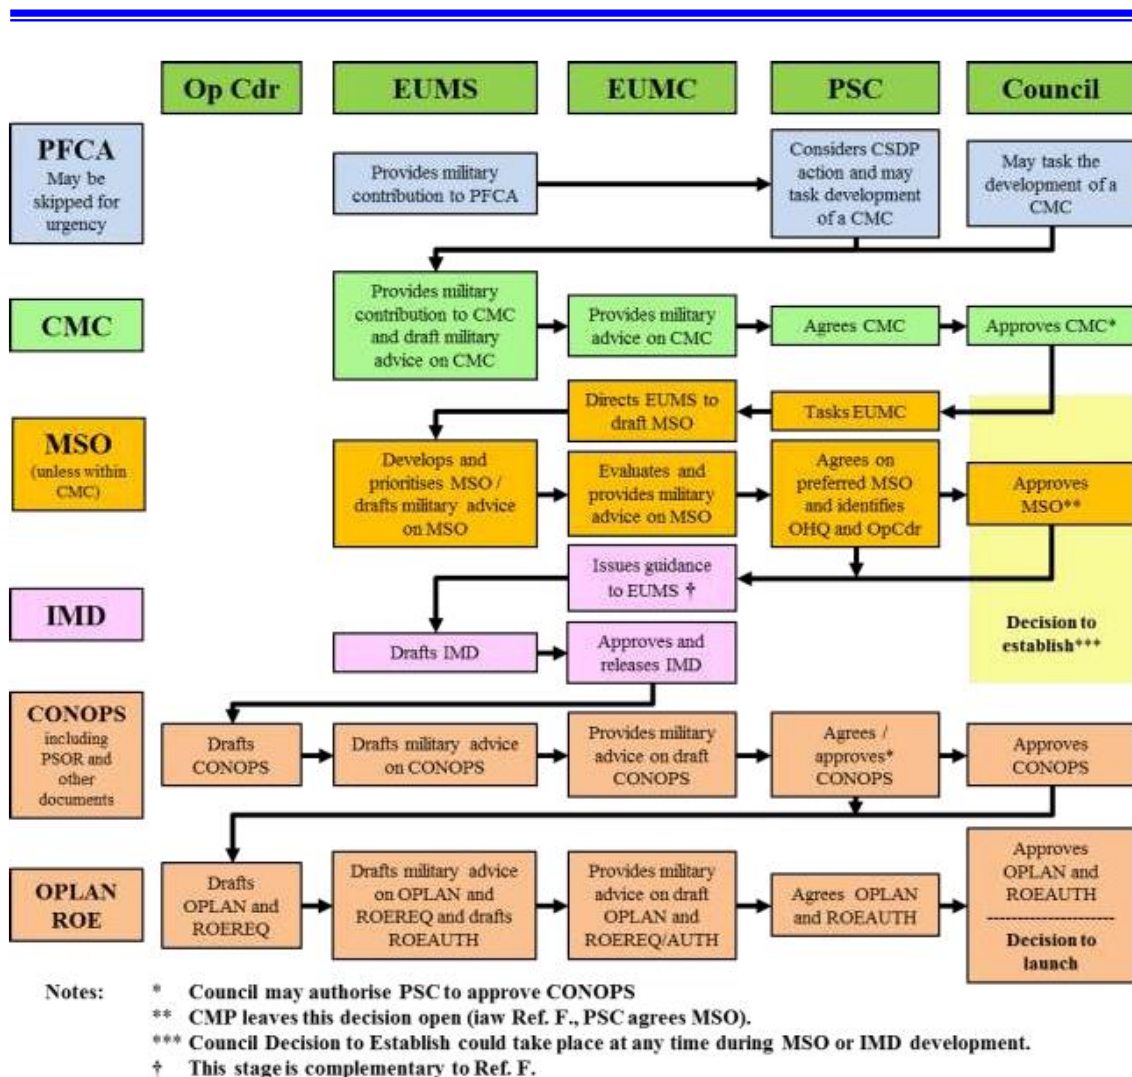 Op Cdr
EUMS
EUMC
PSC
Council
PFCA
May be
skipped for
urgency
Provides military
contribution to PFCA
Considers CSDP
action and may
task development
of a CMC
May task the
development of a
CMC
CMC
Provides military
contribution to CMC
and draft military
advice on CMC
Provides military
advice on CMC
Agrees CMC
Approves CMC*
MSO
(unless within
CMC)
Directs EUMS to
draft MSO
Tasks EUMC
Develops and
prioritises MSO /
drafts military advice
on MSO
Evaluates and
provides military
advice on MSO
Agrees on
preferred MSO
and identifies
OHQ and OpCdr
Approves
MSO**
IMD
Issues guidance
to EUMS †
Drafts IMD
Approves and
releases IMD
Decision to
establish***
CONOPS
including
PSOR and
other
documents
Drafts
CONOPS
Drafts military advice
on CONOPS
Provides military
advice on draft
CONOPS
Agrees /
approves*
CONOPS
Approves
CONOPS
OPLAN
ROE
Drafts
OPLAN and
ROEREQ
Drafts military advice
on OPLAN and
ROEREQ and drafts
ROEAUTH
Provides military
advice on draft
OPLAN and
ROEREQ/AUTH
Agrees OPLAN
and ROEAUTH
Approves
OPLAN and
ROEAUTH
Decision to
launch
Notes: * Council may authorise PSC to approve CONOPS
** CMP leaves this decision open (iaw Ref. F., PSC agrees MSO).
*** Council Decision to Establish could take place at any time during MSO or IMD development.
† This stage is complementary to Ref. F.